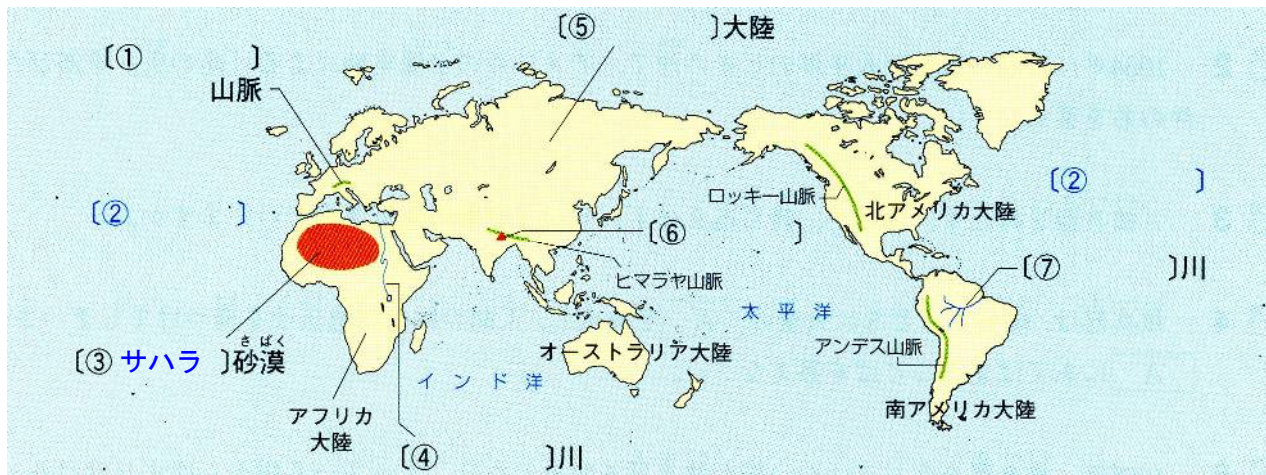 〔⑤　　　　〕大陸
〔①　　　　〕
山脈
ロッキー山脈
〔②　　　　〕
〔②　　　　〕
北アメリカ大陸
〔⑥　　　　〕
〔⑦　　　　〕川
ヒマラヤ山脈
太平洋
さばく
〔③ サハラ 〕砂漠
オーストラリア大陸
アンデス山脈
インド洋
アフリカ
大陸
南アメリカ大陸
〔④　　　　〕川